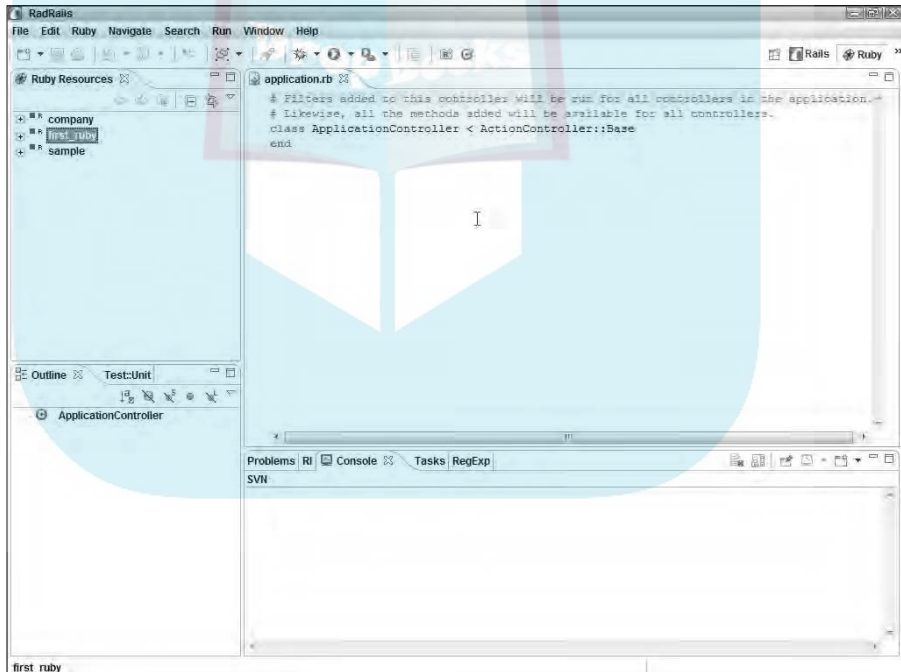 RadRails
File Edit Ruby Navigate Search Run Window Help
Rails Ruby
Ruby Resources
company
first_ruby
sample
application.rb
# Filters added to this controller will be run for all controllers in the application.
# Likewise, all the methods added will be available for all controllers.
class ApplicationController < ActionController::Base
end
Outline Test::Unit
ApplicationController
Problems RI Console Tasks RegExp
SVN
first_ruby